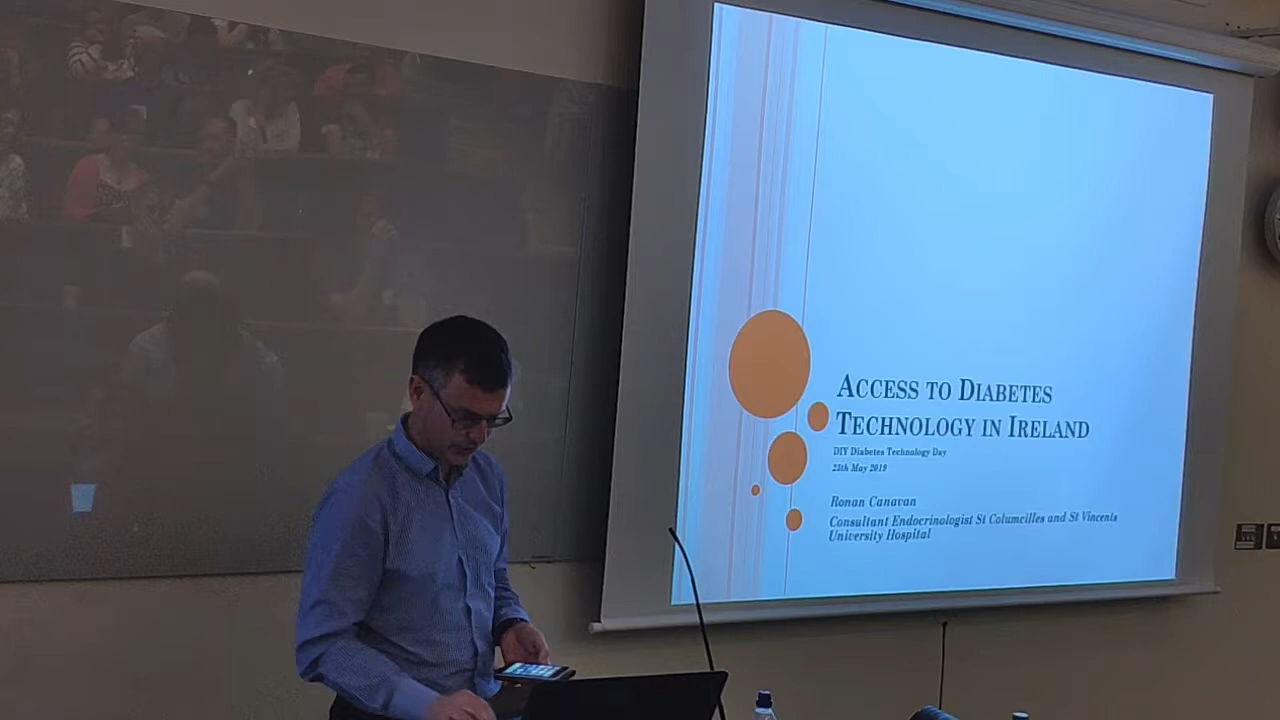 ACCESS TO DIABETES
TECHNOLOGY IN IRELAND
DIY Diabetes Technology Day
25th May 2019
Ronan Canavan
Consultant Endocrinologist St Columcilles and St Vincents
University Hospital